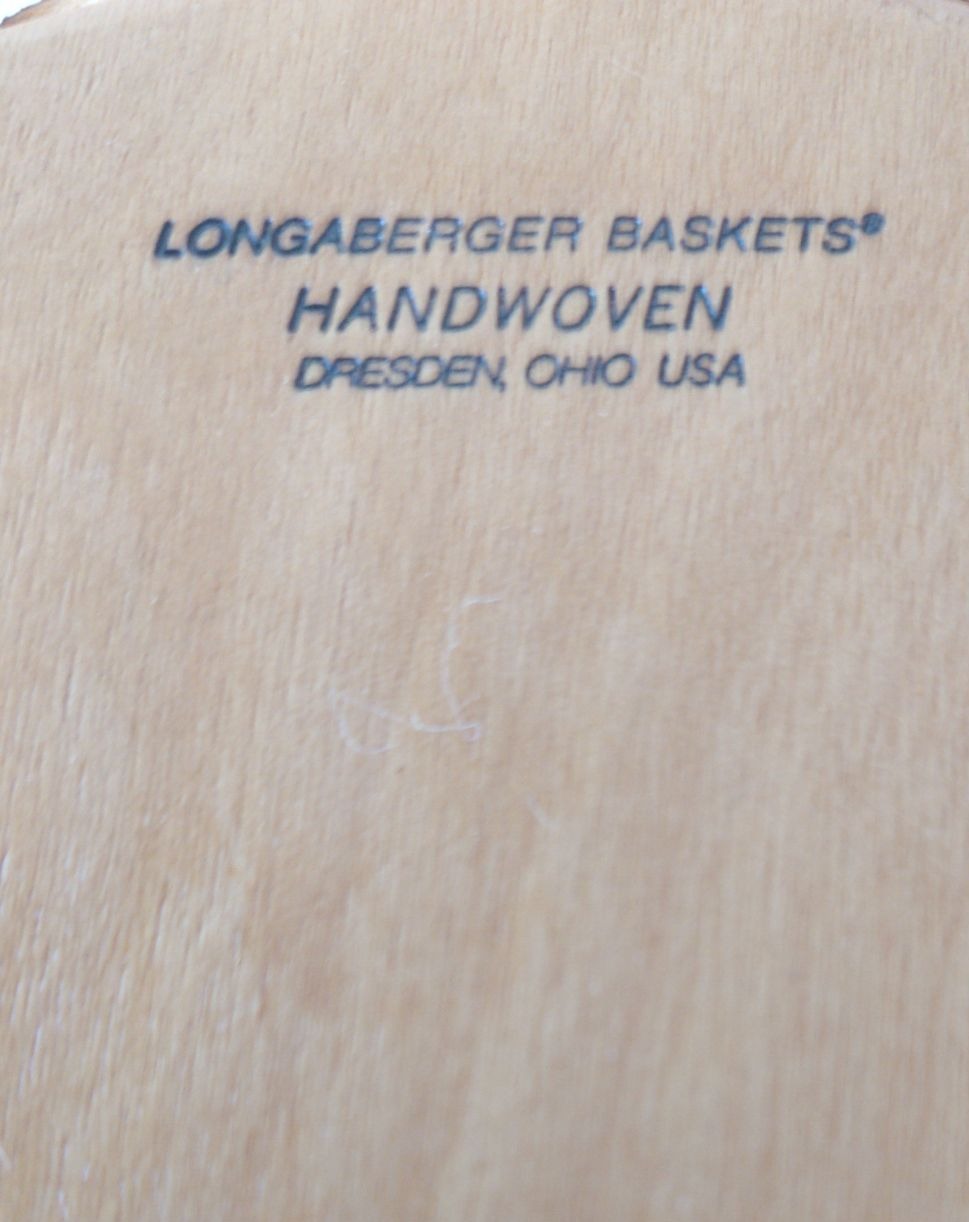 LONGABERGER BASKETS®
HANDWOVEN
DRESDEN, OHIO USA